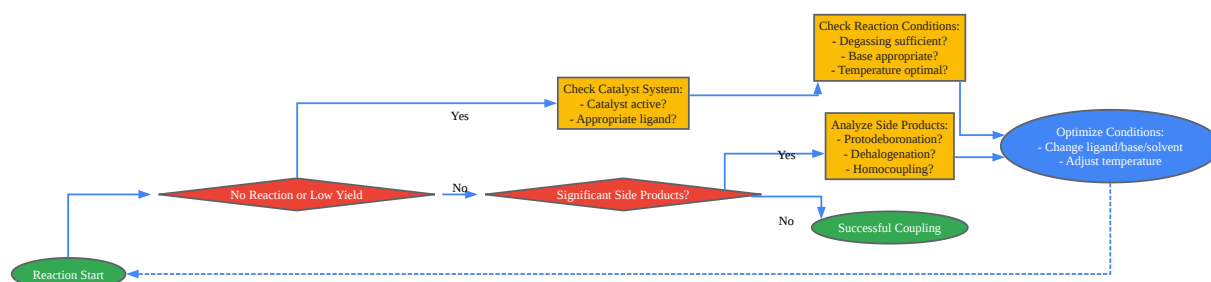 Check Reaction Conditions:
- Degassing sufficient?
- Base appropriate?
- Temperature optimal?
Check Catalyst System:
- Catalyst active?
- Appropriate ligand?
Yes
Analyze Side Products:
- Protodeboronation?
- Dehalogenation?
- Homocoupling?
Optimize Conditions:
- Change ligand/base/solvent
- Adjust temperature
Yes
No Reaction or Low Yield
No
Significant Side Products?
No
Successful Coupling
Reaction Start